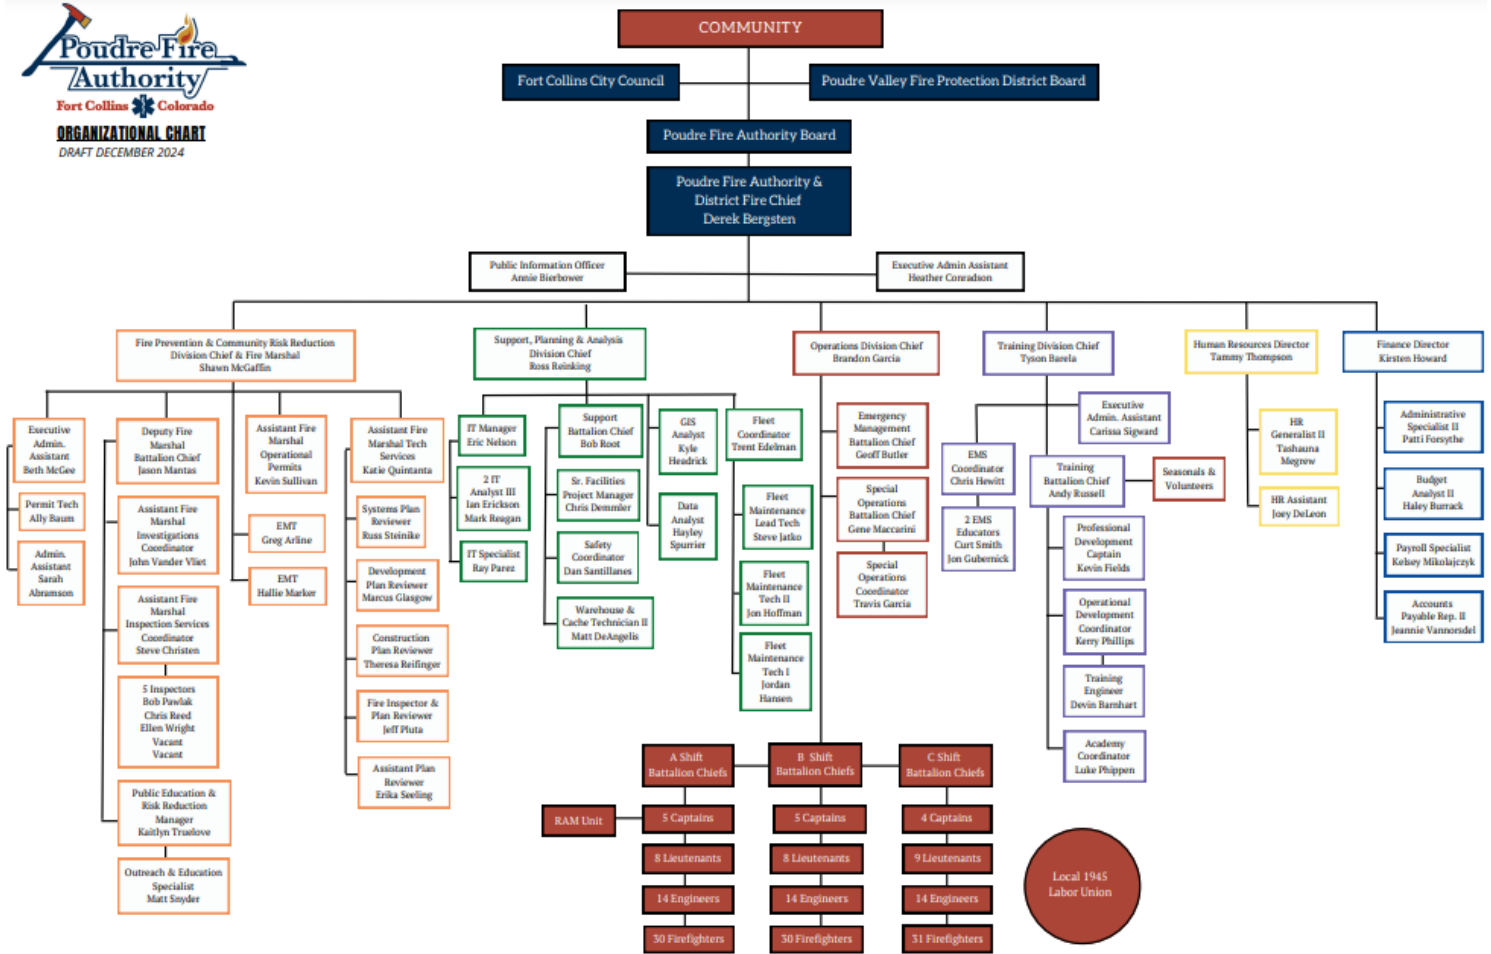 Poudre Fire
Authority
Fort Collins Colorado
ORGANIZATIONAL CHART
DRAFT DECEMBER 2024
COMMUNITY
Fort Collins City Council
Poudre Valley Fire Protection District Board
Poudre Fire Authority Board
Poudre Fire Authority &
District Fire Chief
Derek Bergsten
Public Information Officer
Annie Bierbower
Executive Admin Assistant
Heather Conradson
Fire Prevention & Community Risk Reduction
Division Chief & Fire Marshal
Shawn McGaffin
Executive
Admin.
Assistant
Beth McGee
Permit Tech
Ally Baum
Admin.
Assistant
Sarah
Abramson
Deputy Fire
Marshal
Battalion Chief
Jason Mantas
Assistant Fire
Marshal
Investigations
Coordinator
John Vander Vliet
Assistant Fire
Marshal
Inspection Services
Coordinator
Steve Christen
5 Inspectors
Bob Pawlak
Chris Reed
Ellen Wright
Vacant
Vacant
Public Education &
Risk Reduction
Manager
Kaitlyn Truelove
Outreach & Education
Specialist
Matt Snyder
Assistant Fire
Marshal
Operational
Permits
Kevin Sullivan
EMT
Greg Arline
EMT
Hallie Marker
Assistant Fire
Marshal Tech
Services
Katie Quintanta
Systems Plan
Reviewer
Russ Steinike
Development
Plan Reviewer
Marcus Glasgow
Construction
Plan Reviewer
Theresa Reifinger
Fire Inspector &
Plan Reviewer
Jeff Pluta
Assistant Plan
Reviewer
Erika Seeling
Support, Planning & Analysis
Division Chief
Ross Reinking
IT Manager
Eric Nelson
2 IT
Analyst III
Ian Erickson
Mark Reagan
IT Specialist
Ray Parez
Support
Battalion Chief
Bob Root
Sr. Facilities
Project Manager
Chris Demmler
Safety
Coordinator
Dan Santillanes
Warehouse &
Cache Technician II
Matt DeAngelis
GIS
Analyst
Kyle
Headrick
Data
Analyst
Hayley
Spurrier
Fleet
Coordinator
Trent Edelman
Fleet
Maintenance
Lead Tech
Steve Jatko
Fleet
Maintenance
Tech II
Jon Hoffman
Fleet
Maintenance
Tech I
Jordan
Hansen
Operations Division Chief
Brandon Garcia
Emergency
Management
Battalion Chief
Geoff Butler
Special
Operations
Battalion Chief
Gene Maccarini
Special
Operations
Coordinator
Travis Garcia
A Shift
Battalion Chiefs
B Shift
Battalion Chiefs
C Shift
Battalion Chiefs
RAM Unit
5 Captains
5 Captains
4 Captains
8 Lieutenants
8 Lieutenants
9 Lieutenants
14 Engineers
14 Engineers
14 Engineers
30 Firefighters
30 Firefighters
31 Firefighters
Training Division Chief
Tyson Barela
Executive
Admin. Assistant
Carissa Sigward
EMS
Coordinator
Chris Hewitt
2 EMS
Educators
Curt Smith
Jon Gubernick
Training
Battalion Chief
Andy Russell
Seasonals &
Volunteers
Professional
Development
Captain
Kevin Fields
Operational
Development
Coordinator
Kerry Phillips
Training
Engineer
Devin Barnhart
Academy
Coordinator
Luke Phippen
Human Resources Director
Tammy Thompson
HR
Generalist II
Tashauna
Megrew
HR Assistant
Joey DeLeon
Finance Director
Kirsten Howard
Administrative
Specialist II
Patti Forsythe
Budget
Analyst II
Haley Burrack
Payroll Specialist
Kelsey Mikolajczyk
Accounts
Payable Rep. II
Jeannie Vannorsdel
Local 1945
Labor Union